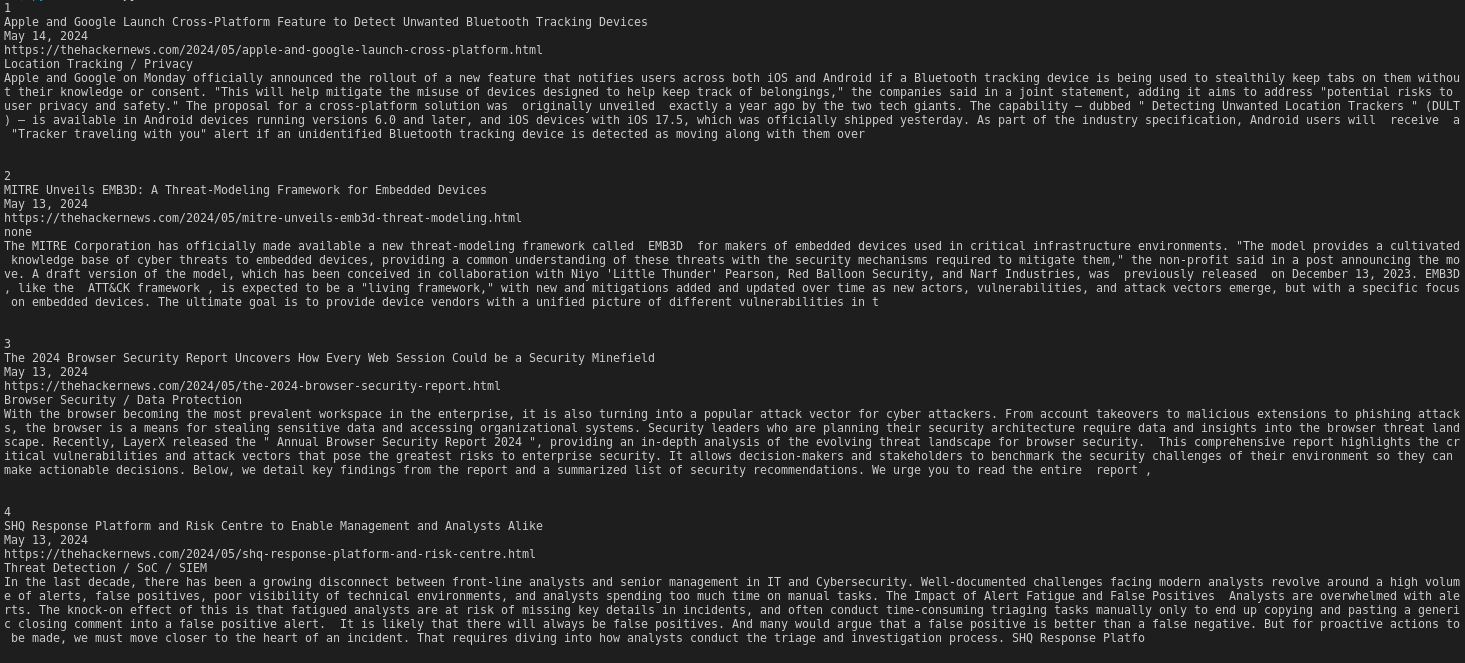 1
Apple and Google Launch Cross-Platform Feature to Detect Unwanted Bluetooth Tracking Devices
May 14, 2024
https://thehackernews.com/2024/05/apple-and-google-launch-cross-platform.html
Location Tracking / Privacy
Apple and Google on Monday officially announced the rollout of a new feature that notifies users across both iOS and Android if a Bluetooth tracking device is being used to stealthily keep tabs on them withou
t their knowledge or consent. "This will help mitigate the misuse of devices designed to help keep track of belongings," the companies said in a joint statement, adding it aims to address "potential risks to
user privacy and safety." The proposal for a cross-platform solution was  originally unveiled  exactly a year ago by the two tech giants. The capability – dubbed " Detecting Unwanted Location Trackers " (DULT
) – is available in Android devices running versions 6.0 and later, and iOS devices with iOS 17.5, which was officially shipped yesterday. As part of the industry specification, Android users will  receive  a
 "Tracker traveling with you" alert if an unidentified Bluetooth tracking device is detected as moving along with them over
2
MITRE Unveils EMB3D: A Threat-Modeling Framework for Embedded Devices
May 13, 2024
https://thehackernews.com/2024/05/mitre-unveils-emb3d-threat-modeling.html
none
The MITRE Corporation has officially made available a new threat-modeling framework called  EMB3D  for makers of embedded devices used in critical infrastructure environments. "The model provides a cultivated
 knowledge base of cyber threats to embedded devices, providing a common understanding of these threats with the security mechanisms required to mitigate them," the non-profit said in a post announcing the mo
ve. A draft version of the model, which has been conceived in collaboration with Niyo 'Little Thunder' Pearson, Red Balloon Security, and Narf Industries, was  previously released  on December 13, 2023. EMB3D
, like the  ATT&CK framework , is expected to be a "living framework," with new and mitigations added and updated over time as new actors, vulnerabilities, and attack vectors emerge, but with a specific focus
 on embedded devices. The ultimate goal is to provide device vendors with a unified picture of different vulnerabilities in t
3
The 2024 Browser Security Report Uncovers How Every Web Session Could be a Security Minefield
May 13, 2024
https://thehackernews.com/2024/05/the-2024-browser-security-report.html
Browser Security / Data Protection
With the browser becoming the most prevalent workspace in the enterprise, it is also turning into a popular attack vector for cyber attackers. From account takeovers to malicious extensions to phishing attack
s, the browser is a means for stealing sensitive data and accessing organizational systems. Security leaders who are planning their security architecture require data and insights into the browser threat land
scape. Recently, LayerX released the " Annual Browser Security Report 2024 ", providing an in-depth analysis of the evolving threat landscape for browser security.  This comprehensive report highlights the cr
itical vulnerabilities and attack vectors that pose the greatest risks to enterprise security. It allows decision-makers and stakeholders to benchmark the security challenges of their environment so they can
make actionable decisions. Below, we detail key findings from the report and a summarized list of security recommendations. We urge you to read the entire  report ,
4
SHQ Response Platform and Risk Centre to Enable Management and Analysts Alike
May 13, 2024
https://thehackernews.com/2024/05/shq-response-platform-and-risk-centre.html
Threat Detection / SoC / SIEM
In the last decade, there has been a growing disconnect between front-line analysts and senior management in IT and Cybersecurity. Well-documented challenges facing modern analysts revolve around a high volum
e of alerts, false positives, poor visibility of technical environments, and analysts spending too much time on manual tasks. The Impact of Alert Fatigue and False Positives  Analysts are overwhelmed with ale
rts. The knock-on effect of this is that fatigued analysts are at risk of missing key details in incidents, and often conduct time-consuming triaging tasks manually only to end up copying and pasting a generi
c closing comment into a false positive alert.  It is likely that there will always be false positives. And many would argue that a false positive is better than a false negative. But for proactive actions to
 be made, we must move closer to the heart of an incident. That requires diving into how analysts conduct the triage and investigation process. SHQ Response Platfo